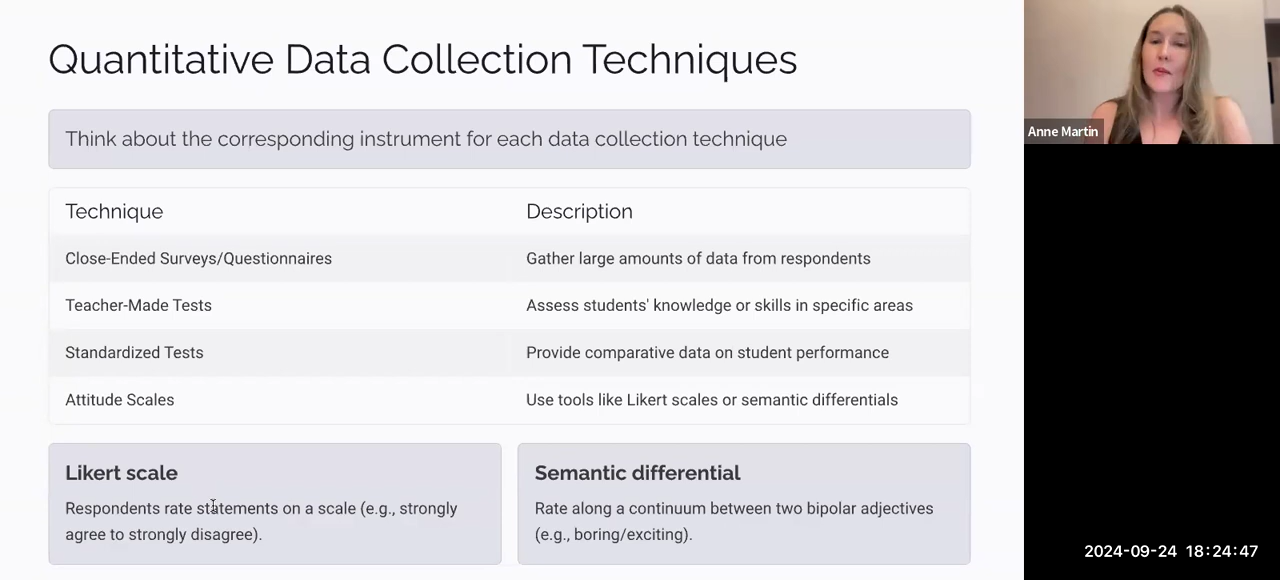 Quantitative Data Collection Techniques
Think about the corresponding instrument for each data collection technique
Technique Description
Close-Ended Surveys/Questionnaires Gather large amounts of data from respondents
Teacher-Made Tests Assess students' knowledge or skills in specific areas
Standardized Tests Provide comparative data on student performance
Attitude Scales Use tools like Likert scales or semantic differentials
Likert scale
Respondents rate statements on a scale (e.g., strongly
agree to strongly disagree).
Semantic differential
Rate along a continuum between two bipolar adjectives
(e.g., boring/exciting).
Anne Martin
2024-09-24 18:24:47